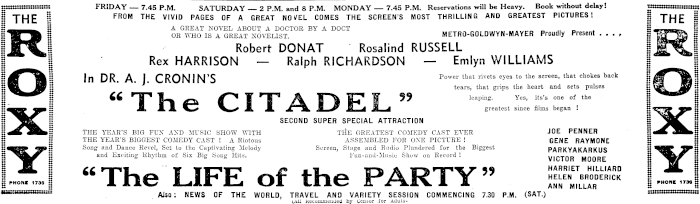 THE
ROXY
PHONE 1736
FRIDAY — 7.45 P.M. SATURDAY — 2 P.M. and 8 P.M. MONDAY — 7.45 P.M. Reservations will be Heavy. Book without delay!
FROM THE VIVID PAGES OF A GREAT NOVEL COMES THE SCREEN'S MOST THRILLING AND GREATEST PICTURES!
A GREAT NOVEL ABOUT A DOCTOR BY A DOCT
OR WHO IS A GREAT NOVELIST.
METRO-GOLDWYN-MAYER Proudly Present . . . .
Robert DONAT Rosalind RUSSELL
Rex HARRISON — Ralph RICHARDSON — Emlyn WILLIAMS
In DR. A. J. CRONIN'S
"The CITADEL"
Power that rivets eyes to the screen, that chokes back
tears, that grips the heart and sets pulses
leaping. Yes, it's one of the
greatest since films began!
SECOND SUPER SPECIAL ATTRACTION
THE YEAR'S BIG FUN AND MUSIC SHOW WITH
THE YEAR'S BIGGEST COMEDY CAST! A Riotous
Song and Dance Revel, Set to the Captivating Melody
and Exciting Rhythm of Six Big Song Hits.
THE GREATEST COMEDY CAST EVER
ASSEMBLED FOR ONE PICTURE!
Screen, Stage and Radio Plundered for the Biggest
Fun-and-Music Show on Record!
"The LIFE of the PARTY"
JOE PENNER
GENE RAYMONE
PARKYAKARKUS
VICTOR MOORE
HARRIET HILLIARD
HELEN BRODERICK
ANN MILLAR
Also: NEWS OF THE WORLD, TRAVEL AND VARIETY SESSION COMMENCING 7.30 P.M. (SAT.)
(All Recommended by Censor for Adults)
THE
ROXY
PHONE 1736